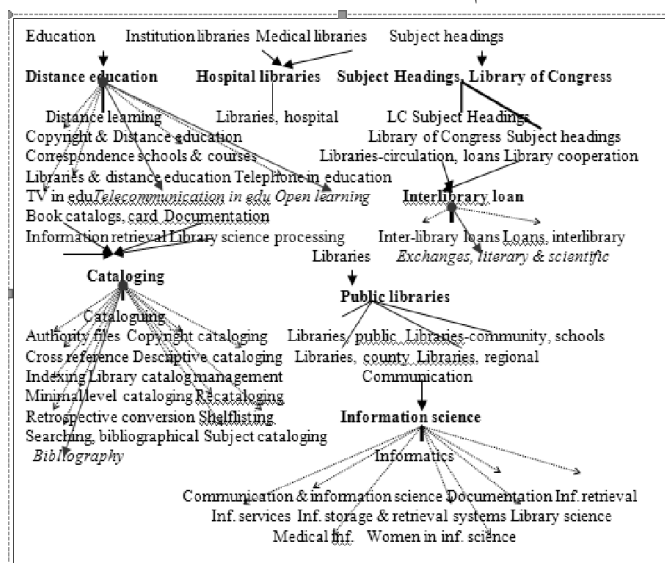 Education Institution libraries Medical libraries Subject headings
Distance education Hospital libraries Subject Headings, Library of Congress
Distance learning Libraries, hospital LC Subject Headings
Copyright & Distance education Library of Congress Subject headings
Correspondence schools & courses Libraries-circulation, loans Library cooperation
Libraries & distance education Telephone in education
TV in edu Telecommunication in edu Open learning Interlibrary loan
Book catalogs, card Documentation
Information retrieval Library science processing Inter-library loans Loans, interlibrary
Libraries Exchanges, literary & scientific
Cataloging
Public libraries
Cataloguing
Authority files Copyright cataloging Libraries, public Libraries-community, schools
Cross reference Descriptive cataloging Libraries, county Libraries, regional
Indexing Library catalog management Communication
Minimal level cataloging Recataloging
Retrospective conversion Shelflisting, Information science
Searching, bibliographical Subject cataloging
Bibliography Informatics
Communication & information science Documentation Inf. retrieval
Inf. services Inf. storage & retrieval systems Library science
Medical Inf. Women in inf. science